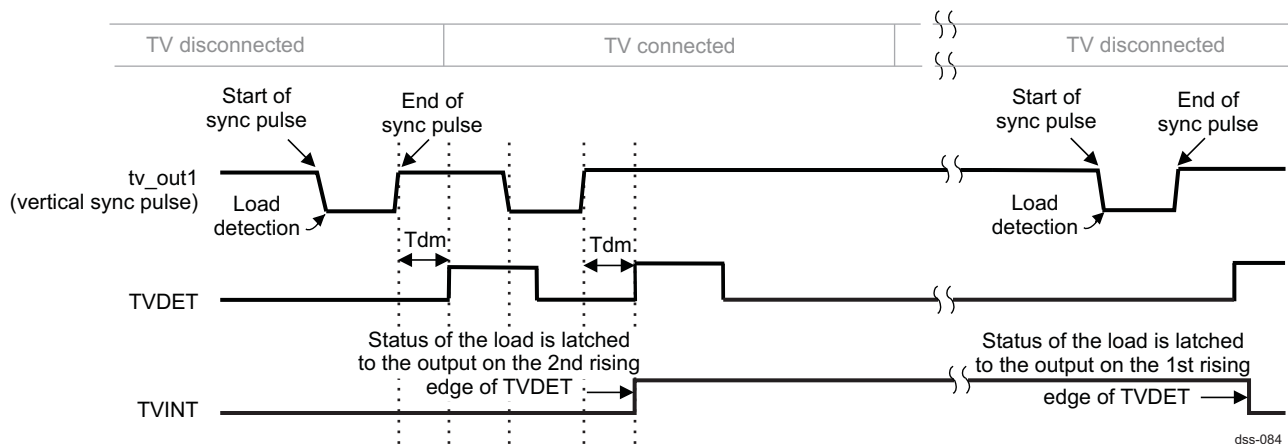 TV disconnected
TV connected
TV disconnected
Start of
sync pulse
End of
sync pulse
Start of
sync pulse
End of
sync pulse
tv_out1
(vertical sync pulse)
Load
detection
Load
detection
Tdm
Tdm
TVDET
Status of the load is latched
to the output on the 2nd rising
edge of TVDET
Status of the load is latched
to the output on the 1st rising
edge of TVDET
TVINT
dss-084